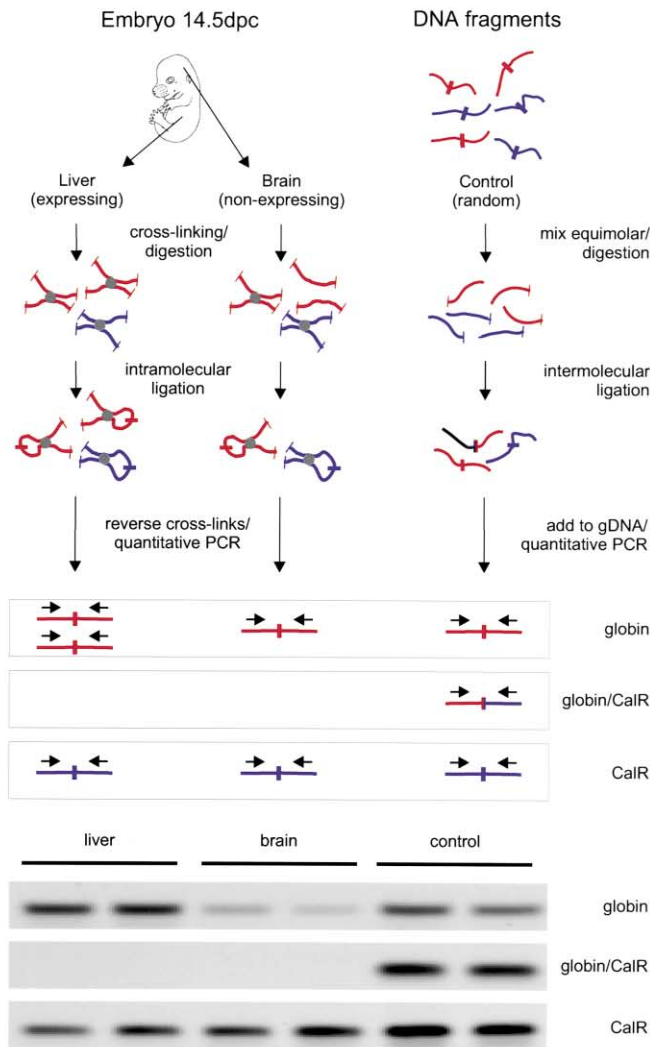 Embryo 14.5dpc
DNA fragments
Liver
(expressing)
Brain
(non-expressing)
Control
(random)
cross-linking/
digestion
mix equimolar/
digestion
intramolecular
ligation
intermolecular
ligation
reverse cross-links/
quantitative PCR
add to gDNA/
quantitative PCR
globin
globin/CalR
CalR
liver
brain
control
globin
globin/CalR
CalR